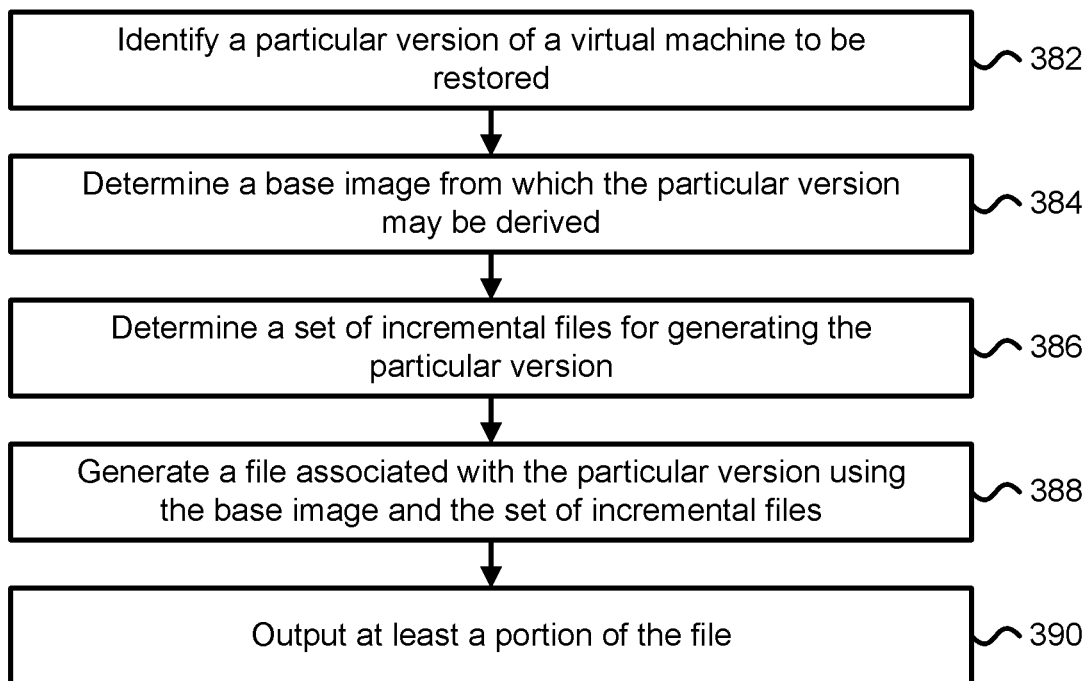 Identify a particular version of a virtual machine to be
restored
382
Determine a base image from which the particular version
may be derived
384
Determine a set of incremental files for generating the
particular version
386
Generate a file associated with the particular version using
the base image and the set of incremental files
388
Output at least a portion of the file
390